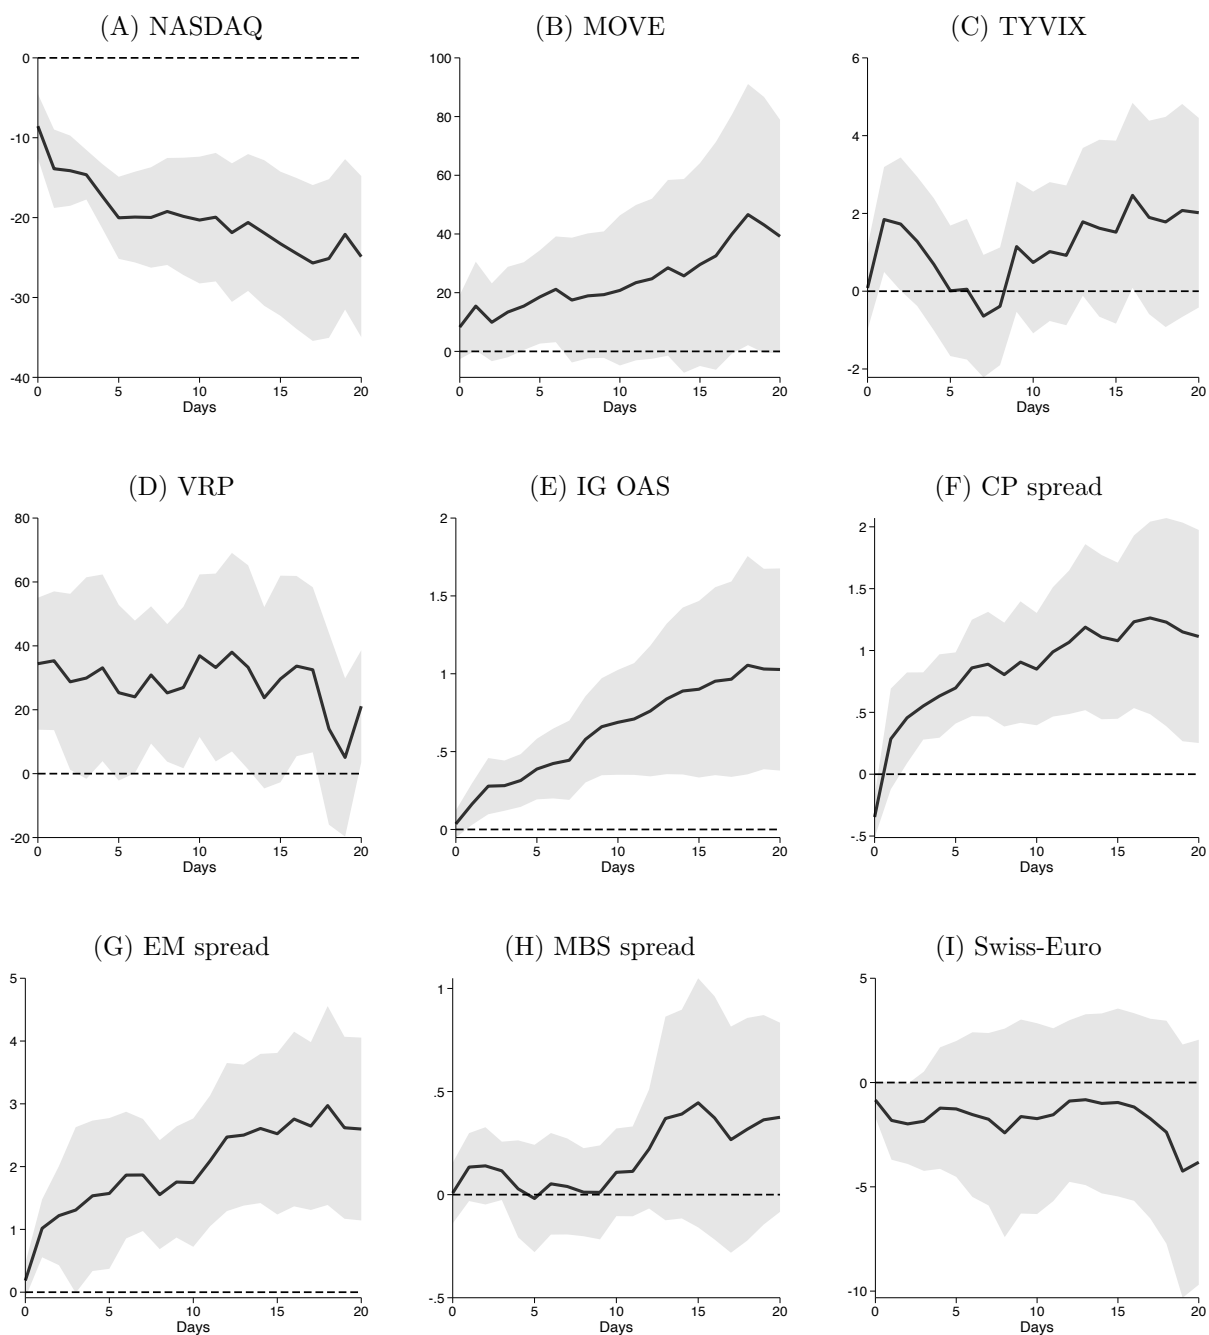 (A) NASDAQ
0
-10
-20
-30
-40
0 5 10 15 20
Days
(B) MOVE
100
80
60
40
20
0
0 5 10 15 20
Days
(C) TYVIX
6
4
2
0
-2
0 5 10 15 20
Days
(D) VRP
80
60
40
20
0
-20
0 5 10 15 20
Days
(E) IG OAS
2
1.5
1
.5
0
0 5 10 15 20
Days
(F) CP spread
2
1.5
1
.5
0
-.5
0 5 10 15 20
Days
(G) EM spread
5
4
3
2
1
0
0 5 10 15 20
Days
(H) MBS spread
1
.5
0
-.5
0 5 10 15 20
Days
(I) Swiss-Euro
5
0
-5
-10
0 5 10 15 20
Days